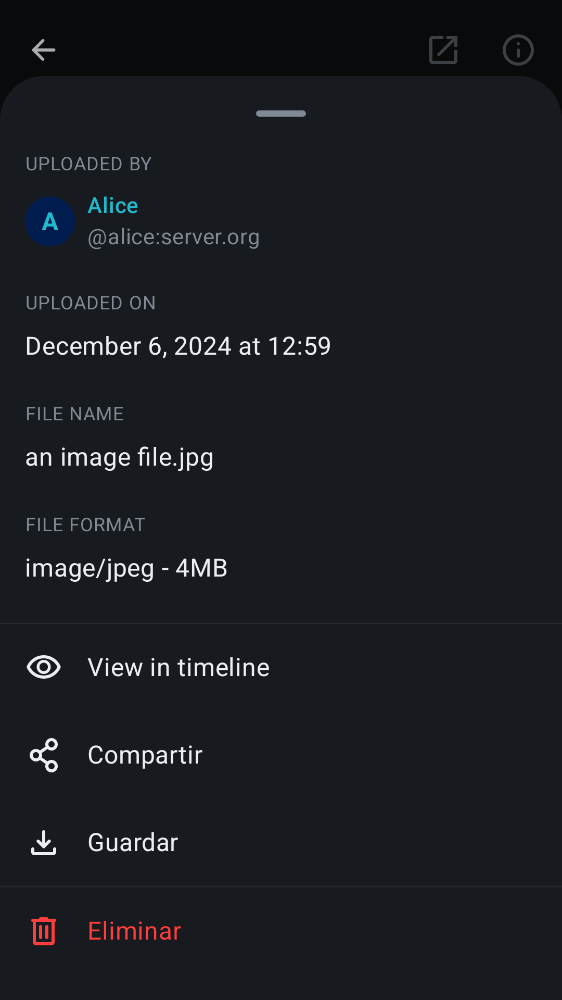 UPLOADED BY
A
Alice
@alice:server.org
UPLOADED ON
December 6, 2024 at 12:59
FILE NAME
an image file.jpg
FILE FORMAT
image/jpeg - 4MB
View in timeline
Compartir
Guardar
Eliminar